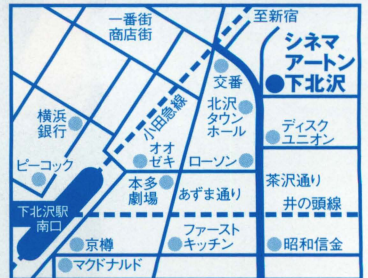 一番街
商店街
至新宿
シネマ
アートン
下北沢
交番
小田急線
横浜
銀行
北沢
タウン
ホール
ディスク
ユニオン
オオ
ゼキ
ローソン
ピーコック
本多
劇場
あずま通り
茶沢通り
井の頭線
下北沢駅
南口
京樽
ファースト
キッチン
昭和信金
マクドナルド